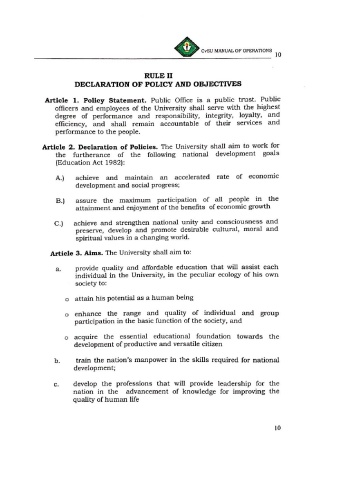 CvSU MANUAL OF OPERATIONS
10
RULE II
DECLARATION OF POLICY AND OBJECTIVES
Article 1. Policy Statement. Public Office is a public trust. Public
officers and employees of the University shall serve with the highest
degree of performance and responsibility, integrity, loyalty, and
efficiency, and shall remain accountable of their services and
performance to the people.
Article 2. Declaration of Policies. The University shall aim to work for
the furtherance of the following national development goals
(Education Act 1982):
A.) achieve and maintain an accelerated rate of economic
development and social progress;
B.) assure the maximum participation of all people in the
attainment and enjoyment of the benefits of economic growth
C.) achieve and strengthen national unity and consciousness and
preserve, develop and promote desirable cultural, moral and
spiritual values in a changing world.
Article 3. Aims. The University shall aim to:
a. provide quality and affordable education that will assist each
individual in the University, in the peculiar ecology of his own
society to:
o attain his potential as a human being
o enhance the range and quality of individual and group
participation in the basic function of the society, and
o acquire the essential educational foundation towards the
development of productive and versatile citizen
b. train the nation's manpower in the skills required for national
development;
c. develop the professions that will provide leadership for the
nation in the advancement of knowledge for improving the
quality of human life
10